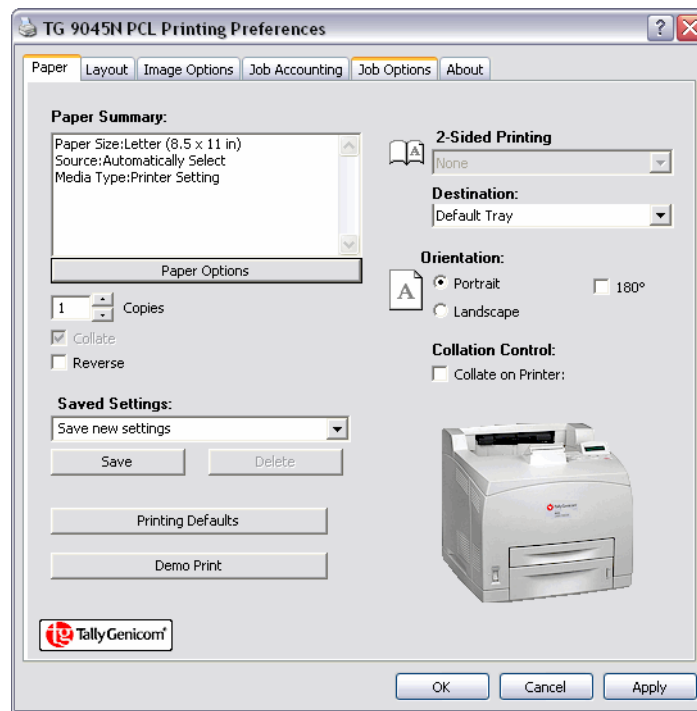 TG 9045N PCL Printing Preferences
Paper
Layout
Image Options
Job Accounting
Job Options
About
Paper Summary:
Paper Size:Letter (8.5 x 11 in)
Source:Automatically Select
Media Type:Printer Setting
Paper Options
1 Copies
Collate
Reverse
Saved Settings:
Save new settings
Save
Delete
Printing Defaults
Demo Print
TallyGenicom
2-Sided Printing
None
Destination:
Default Tray
Orientation:
A
Portrait
180°
Landscape
Collation Control:
Collate on Printer:
TallyGenicom
OK
Cancel
Apply